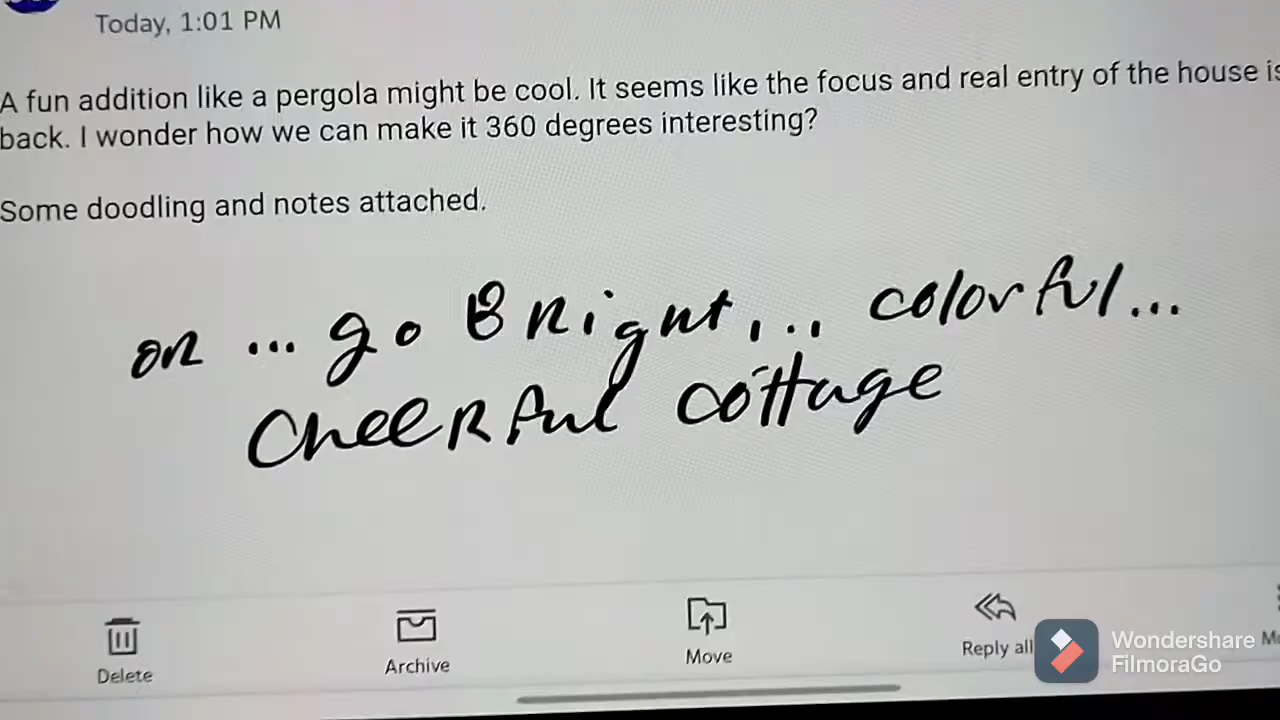 Today, 1:01 PM
A fun addition like a pergola might be cool. It seems like the focus and real entry of the house is
back. I wonder how we can make it 360 degrees interesting?
Some doodling and notes attached.
or ... go Bright ... colorful...
Cheerful cottage
Delete
Archive
Move
Reply all
Wondershare
FilmoraGo